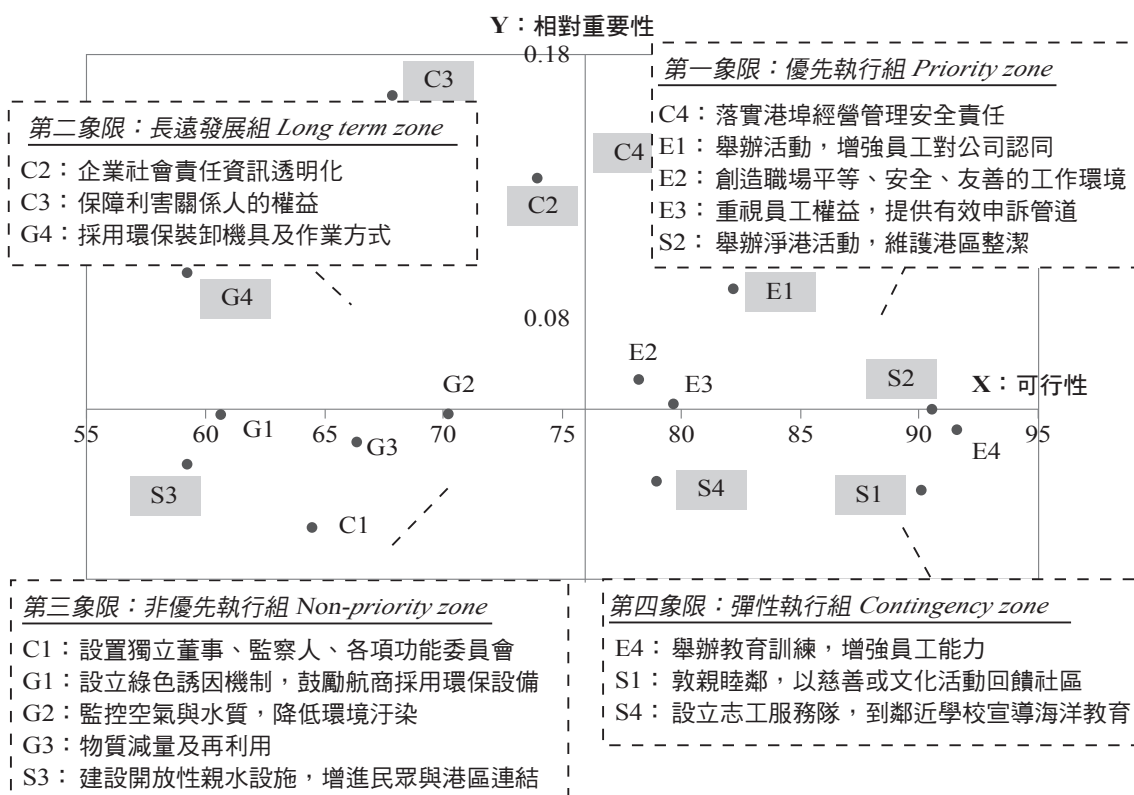 Y：相對重要性
0.18
第一象限：優先執行組 Priority zone
C4：落實港埠經營管理安全責任
E1：舉辦活動，增強員工對公司認同
E2：創造職場平等、安全、友善的工作環境
E3：重視員工權益，提供有效申訴管道
S2：舉辦淨港活動，維護港區整潔
C3
第二象限：長遠發展組 Long term zone
C2：企業社會責任資訊透明化
C3：保障利害關係人的權益
G4：採用環保裝卸機具及作業方式
C4
C2
G4
E1
0.08
E2
E3
G2
S2
X：可行性
55
60
65
70
75
80
85
90
95
G1
G3
E4
S3
S4
S1
C1
第三象限：非優先執行組 Non-priority zone
C1：設置獨立董事、監察人、各項功能委員會
G1：設立綠色誘因機制，鼓勵航商採用環保設備
G2：監控空氣與水質，降低環境汙染
G3：物質減量及再利用
S3：建設開放性親水設施，增進民眾與港區連結
第四象限：彈性執行組 Contingency zone
E4：舉辦教育訓練，增強員工能力
S1：敦親睦鄰，以慈善或文化活動回饋社區
S4：設立志工服務隊，到鄰近學校宣導海洋教育